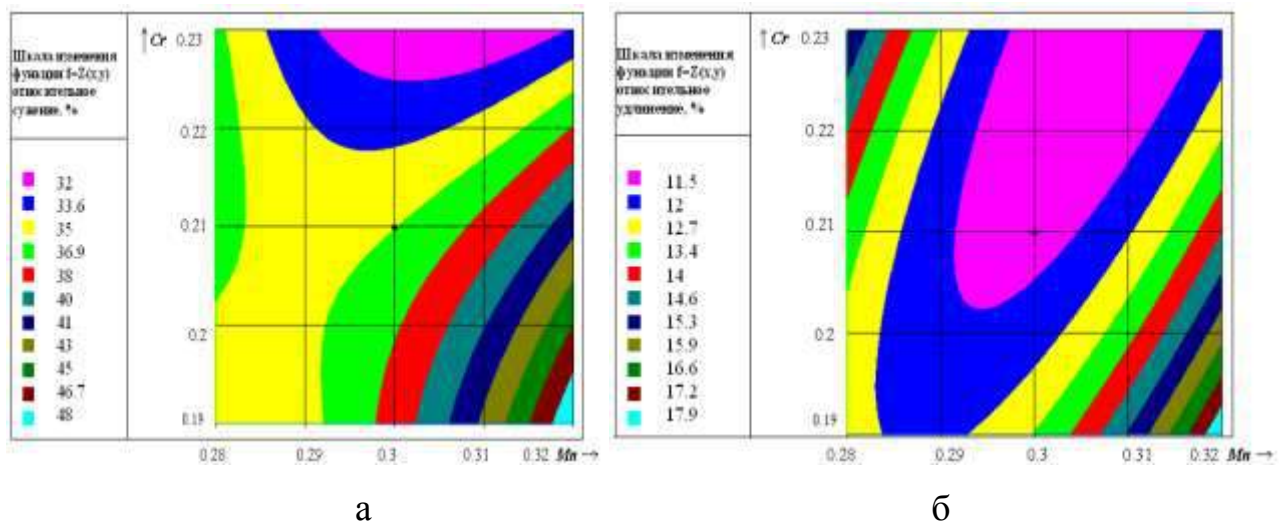 Шкала изменения
функции f=Z(x,y)
относительное
сужение, %
32
33.6
35
36.9
38
40
41
43
45
46.7
48
↑Cr 0.23
0.22
0.21
0.2
0.19
0.28 0.29 0.3 0.31 0.32 Mn →
а
Шкала изменения
функции f=Z(x,y)
относительное
удлинение, %
11.5
12
12.7
13.4
14
14.6
15.3
15.9
16.6
17.2
17.9
↑Cr 0.23
0.22
0.21
0.2
0.19
0.28 0.29 0.3 0.31 0.32 Mn →
б